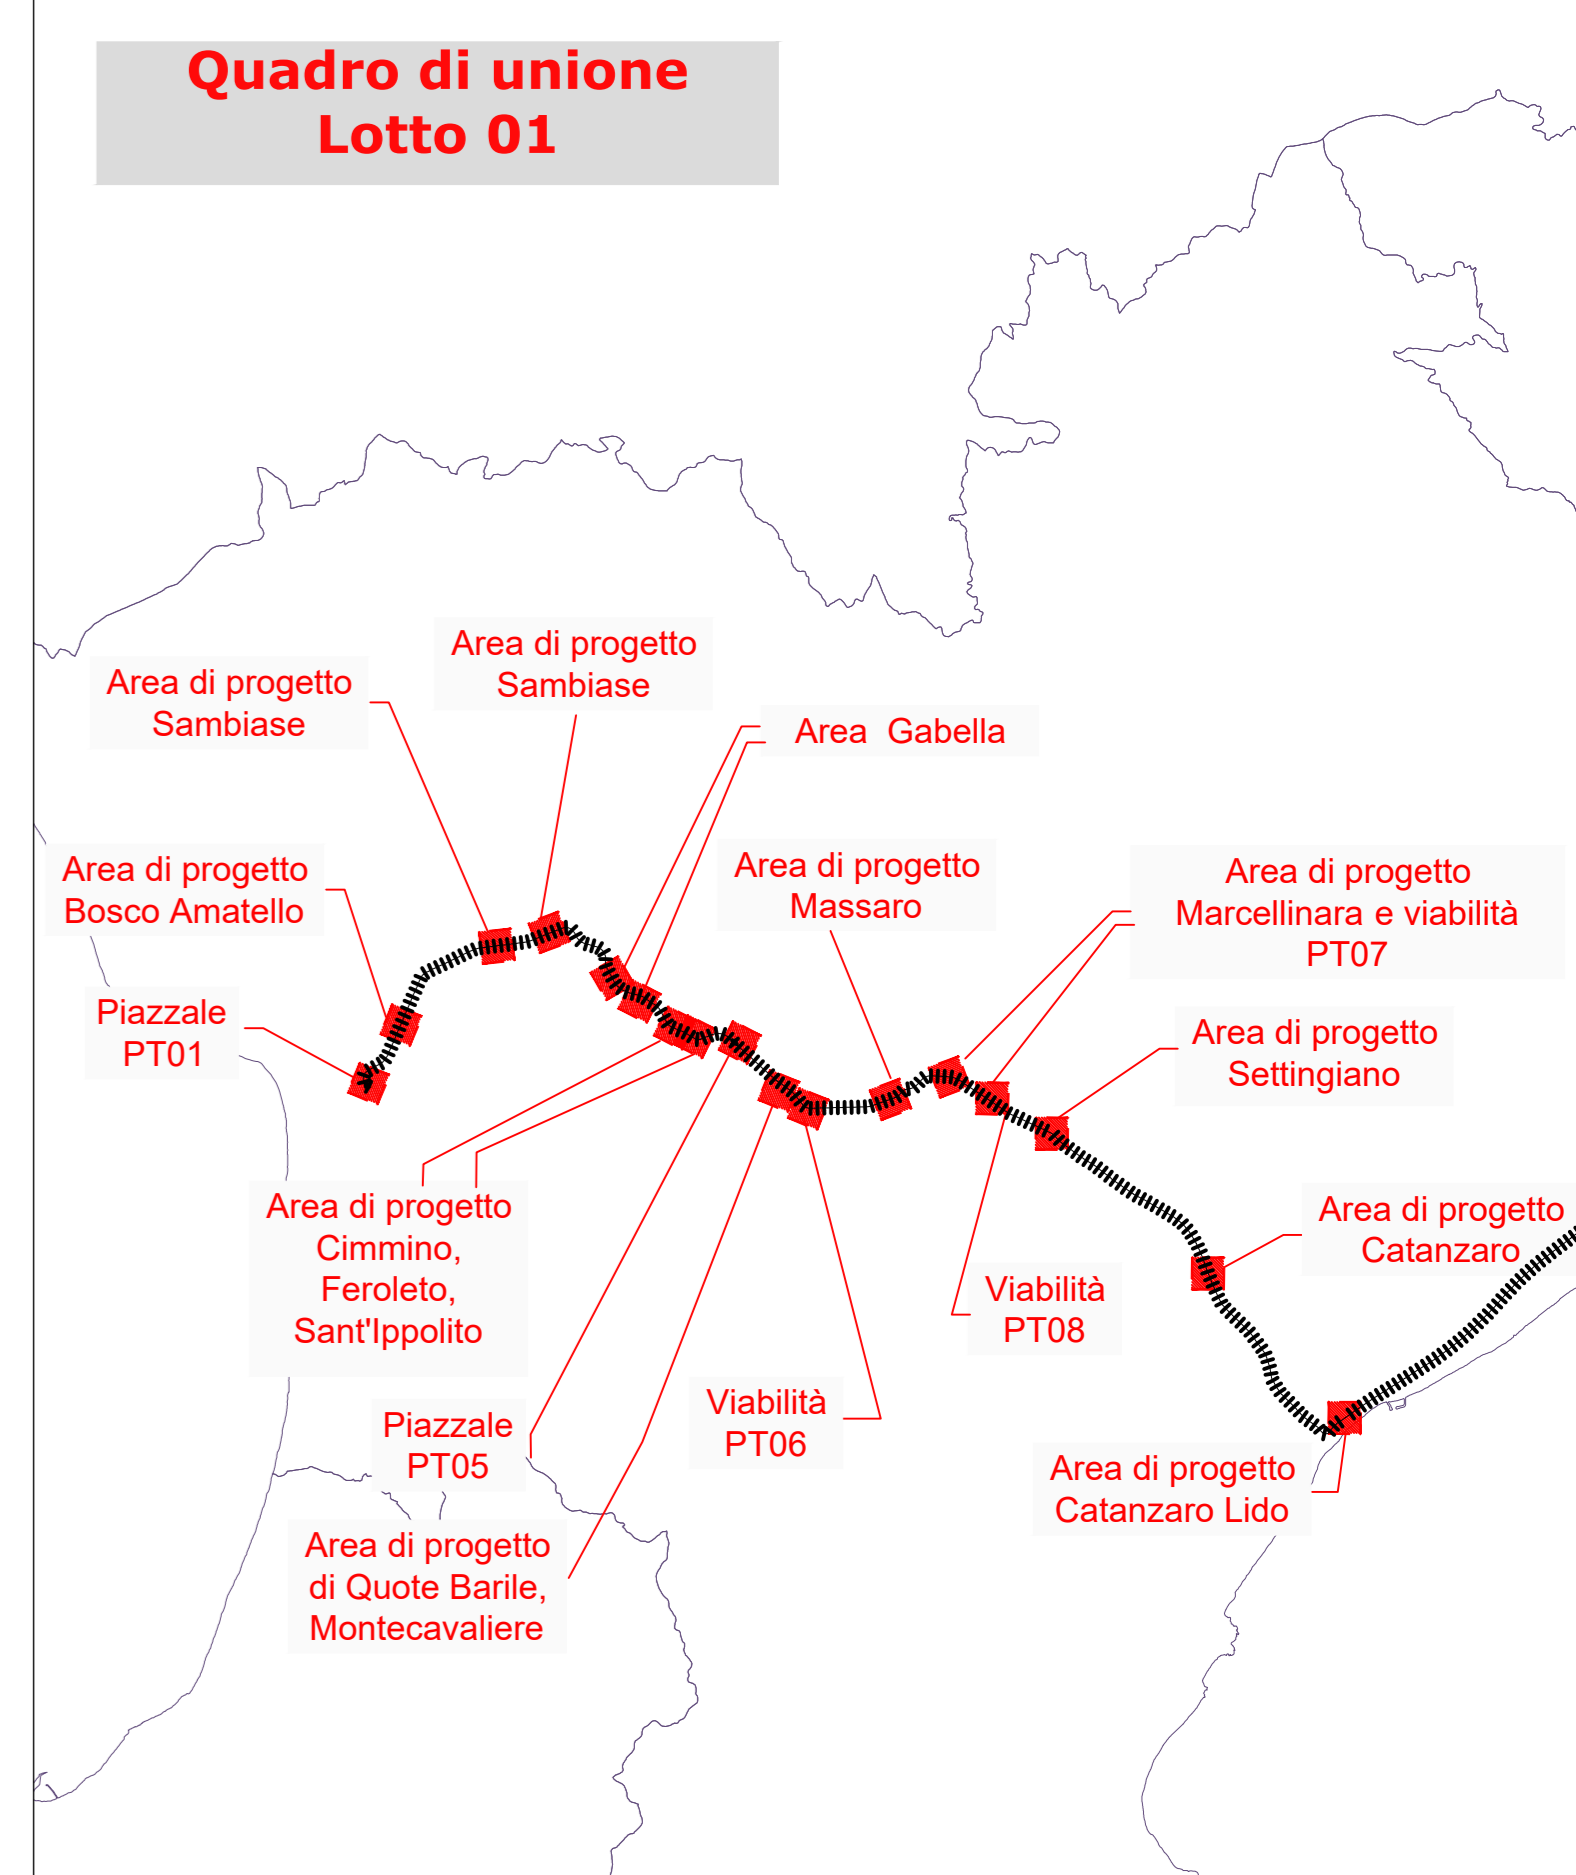 Quadro di unione
Lotto 01
Area di progetto
Sambiase
Area di progetto
Sambiase
Area Gabella
Area di progetto
Bosco Amatello
Area di progetto
Massaro
Area di progetto
Marcellinara e viabilità
PT07
Piazzale
PT01
Area di progetto
Settingiano
Area di progetto
Cimmino,
Feroleto,
Sant'Ippolito
Area di progetto
Catanzaro
Viabilità
PT08
Piazzale
PT05
Viabilità
PT06
Area di progetto
Catanzaro Lido
Area di progetto
di Quote Barile,
Montecavaliere